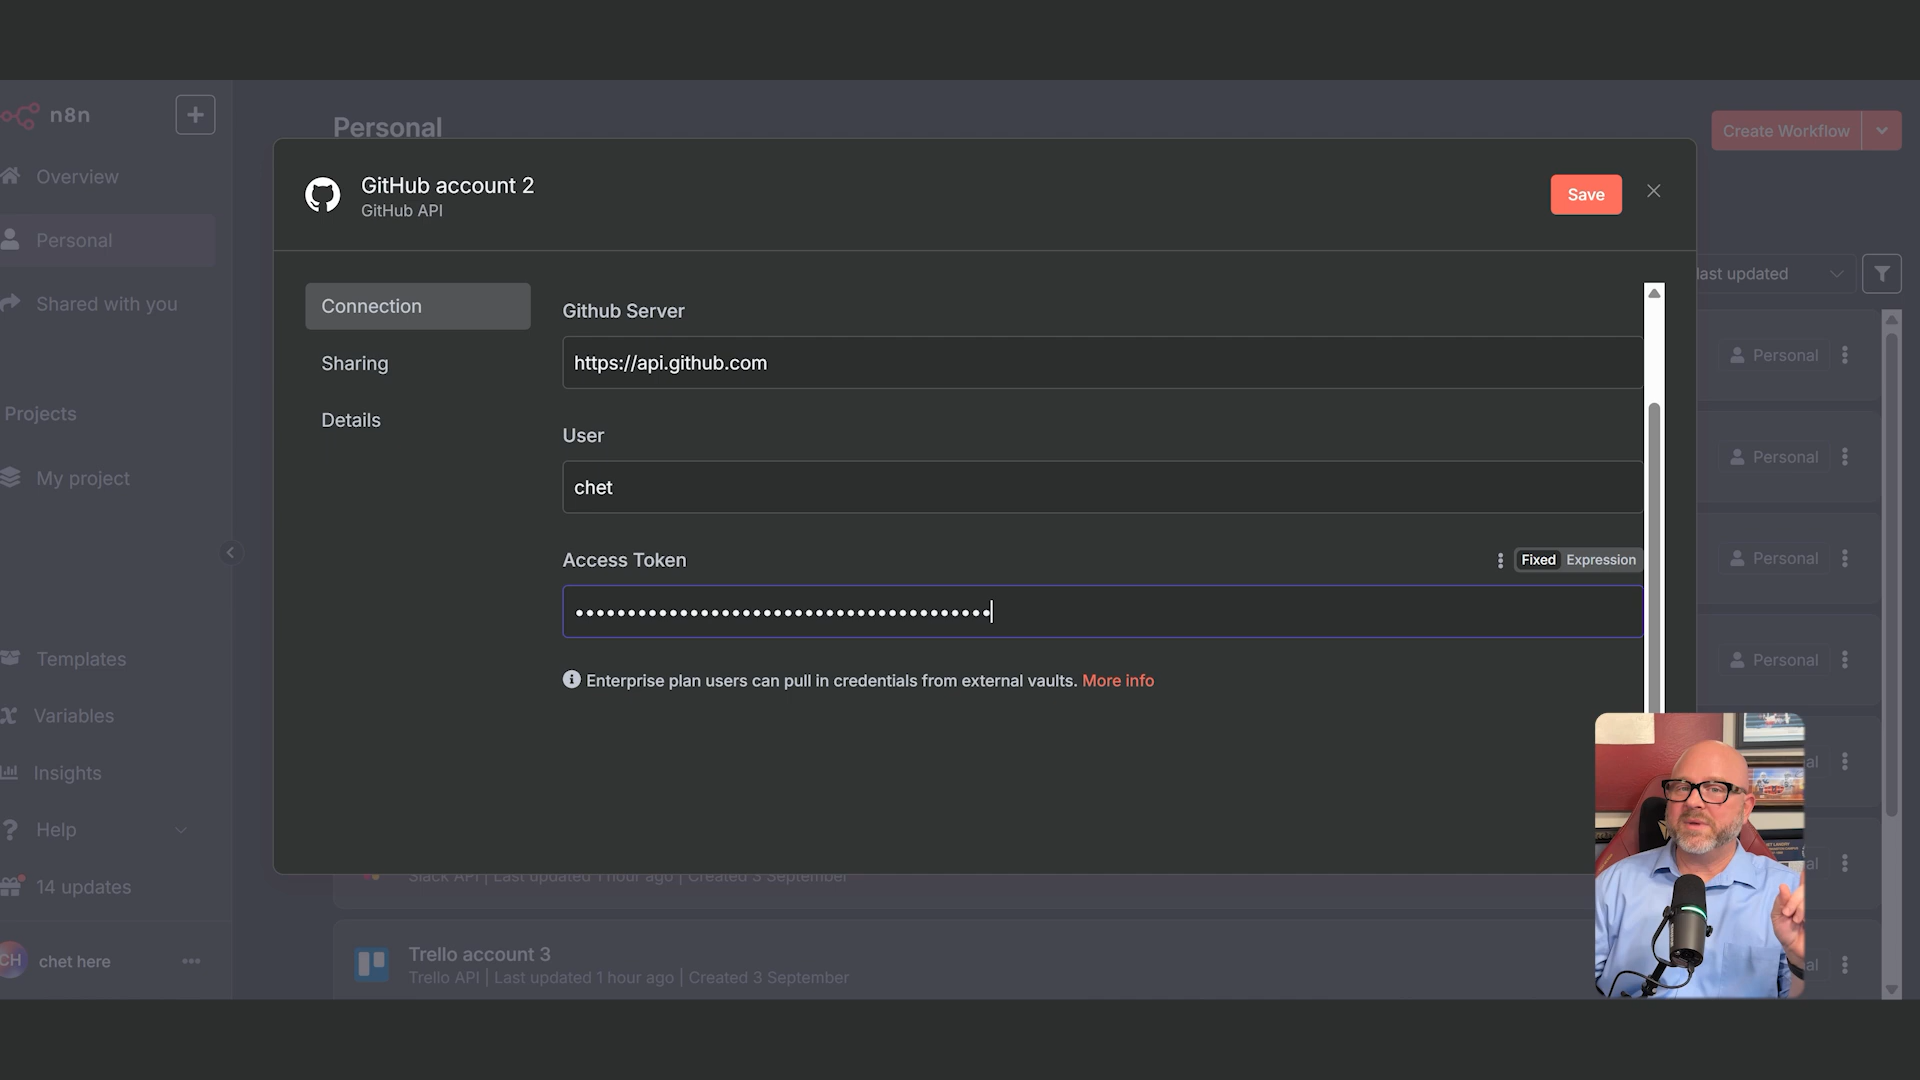 n8n
Overview
Personal
Shared with you
Projects
My project
Templates
Variables
Insights
Help
14 updates
CH
chet here
Personal
Create Workflow
GitHub account 2
GitHub API
Save
last updated
Connection
Sharing
Details
Github Server
https://api.github.com
User
chet
Access Token
Fixed
Expression
••••••••••••••••••••••••••••••••••••••••
Enterprise plan users can pull in credentials from external vaults. More info
Personal
Personal
Personal
Personal
al
al
al
Slack API | Last updated 1 hour ago | Created 3 September
Trello account 3
Trello API | Last updated 1 hour ago | Created 3 September